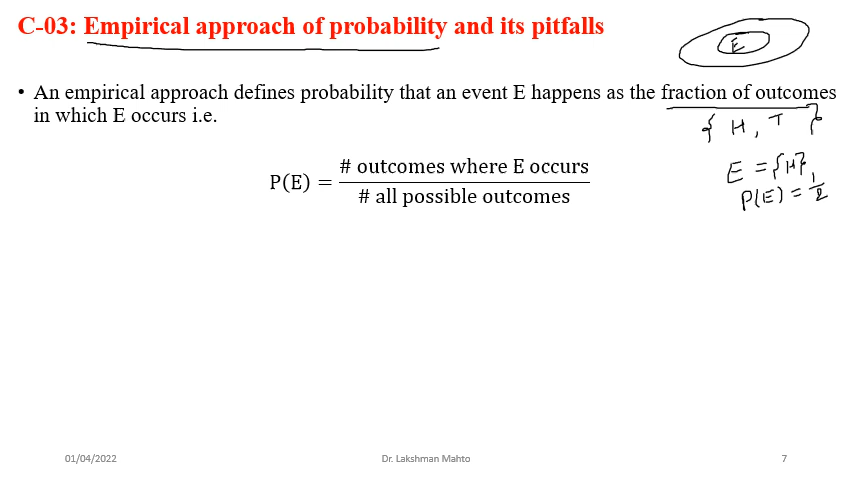 C-03: Empirical approach of probability and its pitfalls
E
• An empirical approach defines probability that an event E happens as the fraction of outcomes
in which E occurs i.e.
{ H, T }
P(E) = # outcomes where E occurs / # all possible outcomes
E = {H},
P(E) = 1/2
01/04/2022 Dr. Lakshman Mahto 7